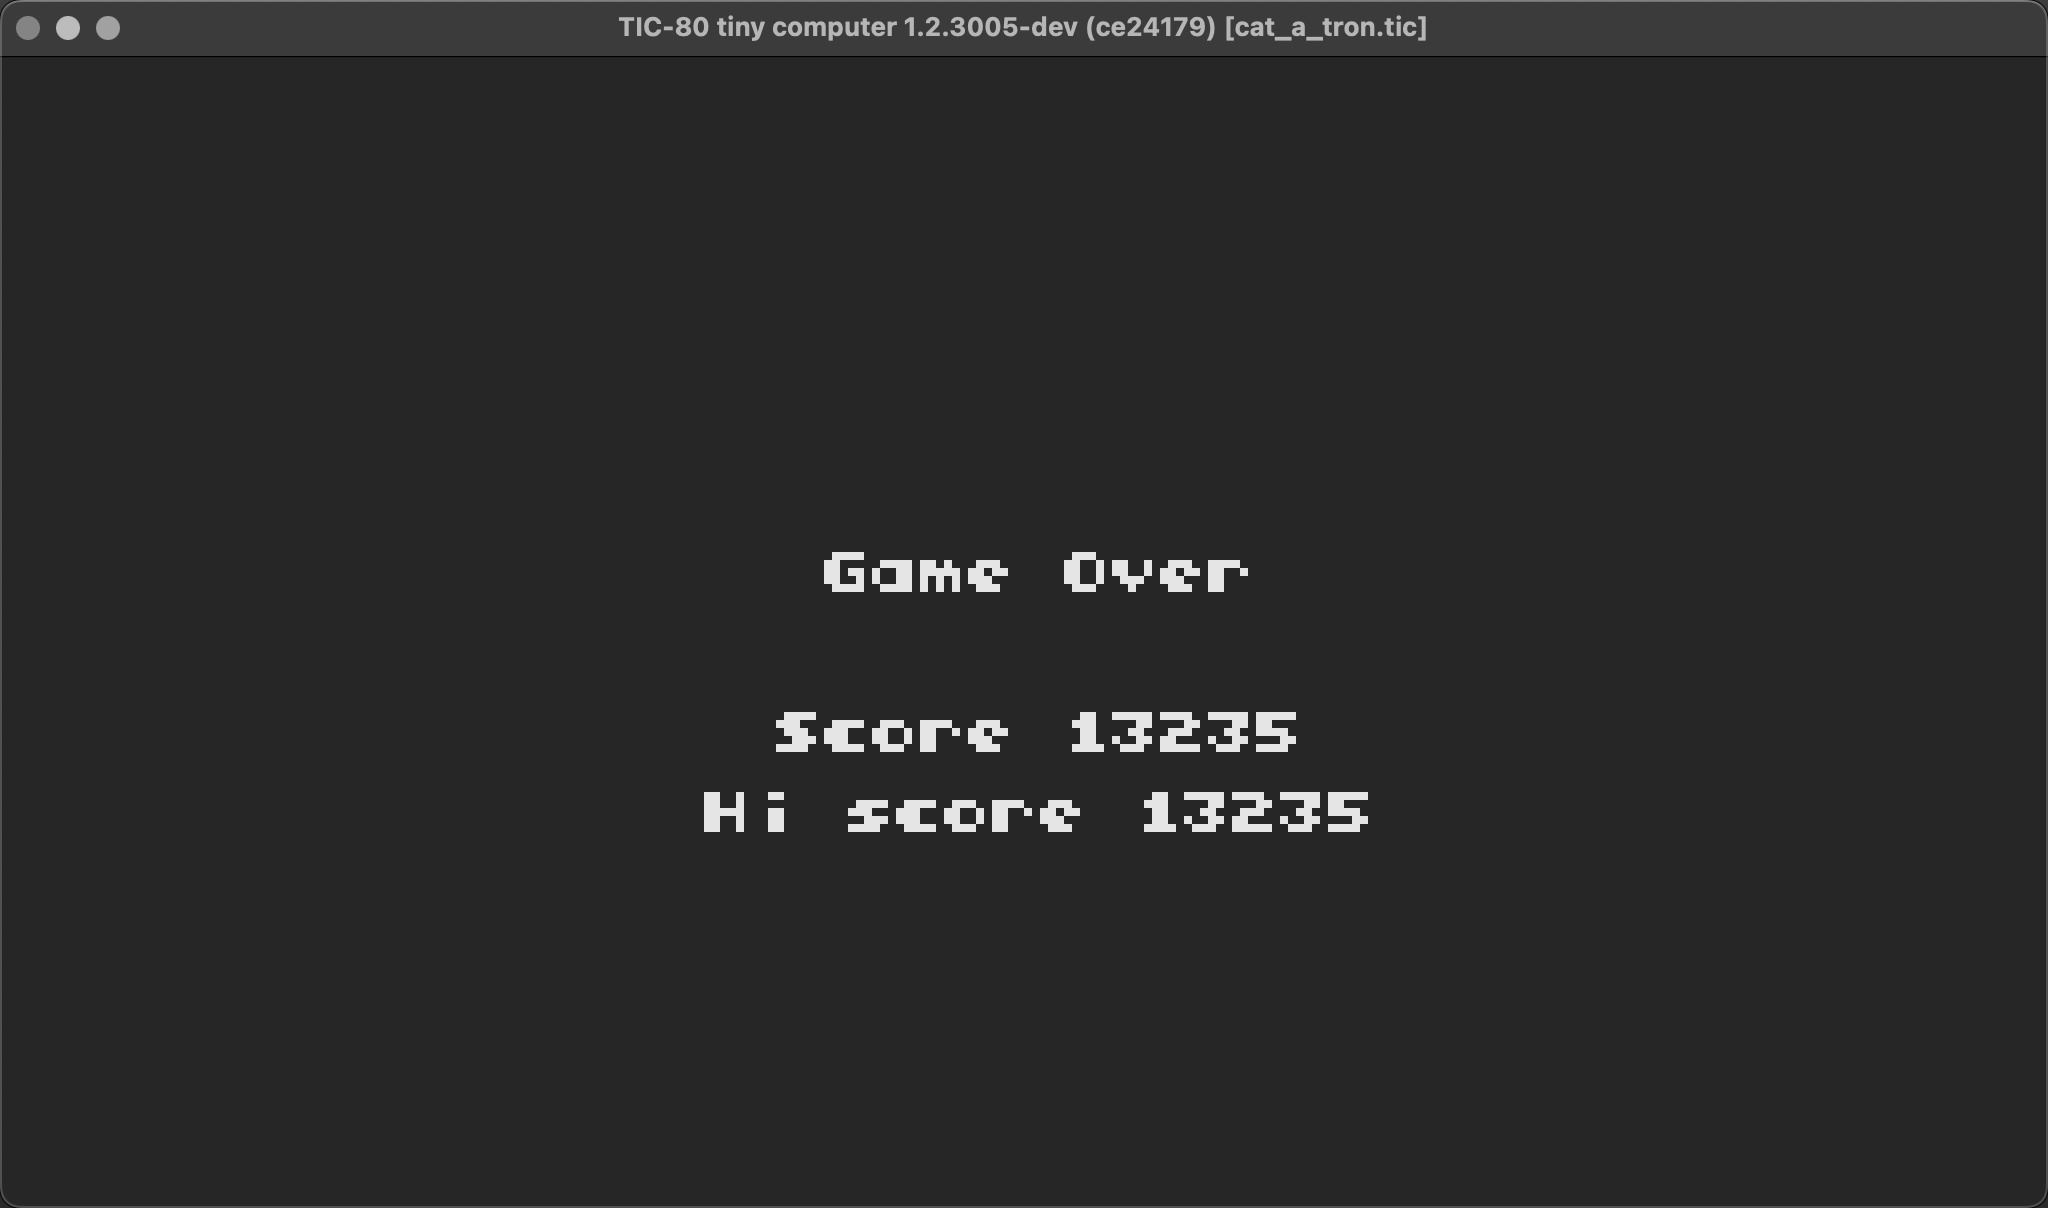 TIC-80 tiny computer 1.2.3005-dev (ce24179) [cat_a_tron.tic]
Game Over
Score 13235
Hi score 13235